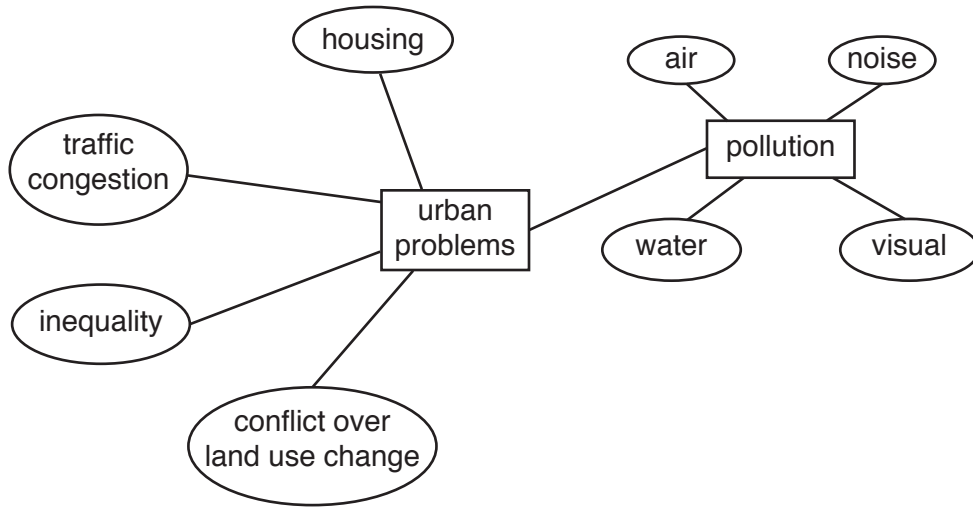 housing
air
noise
traffic
congestion
pollution
urban
problems
water
visual
inequality
conflict over
land use change